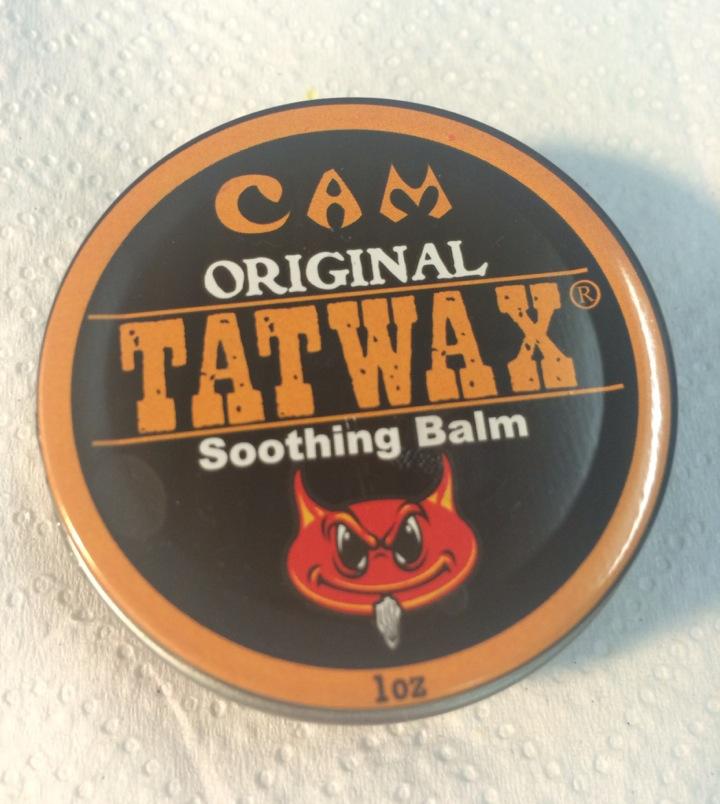 CAM
ORIGINAL
TATWAX®
Soothing Balm
1oz